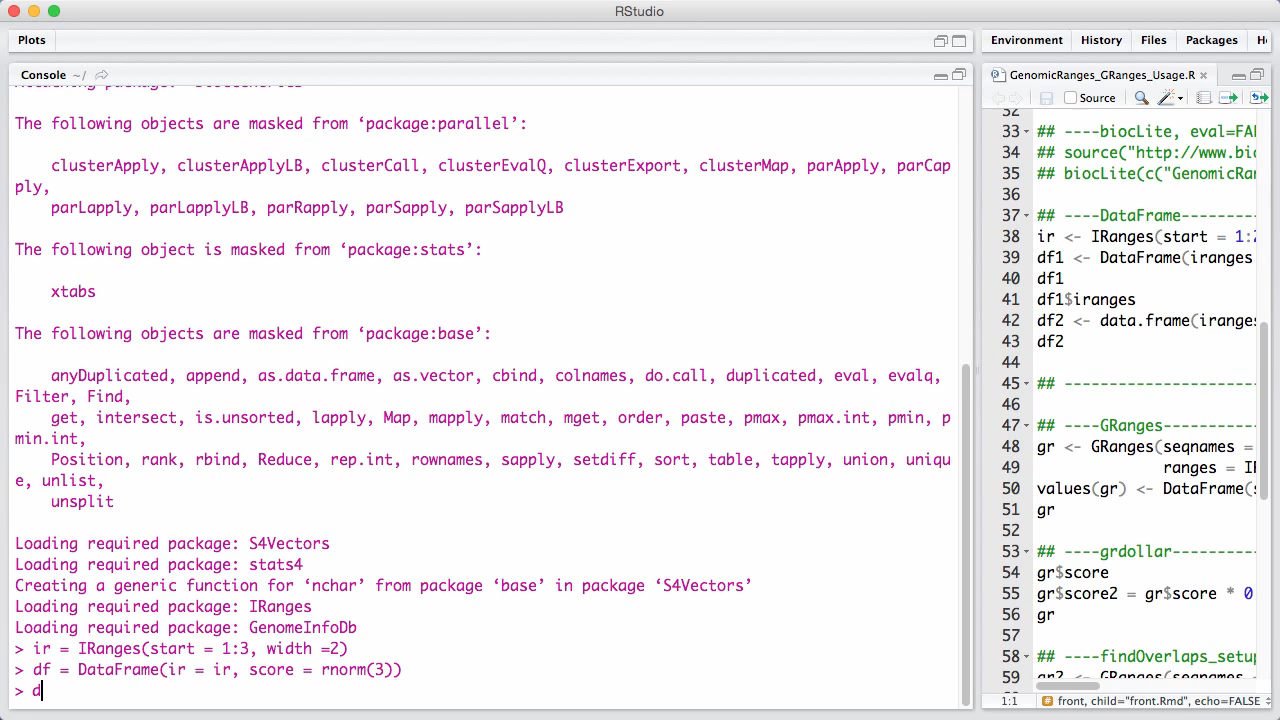 RStudio
Plots
Console ~/
The following objects are masked from ‘package:parallel’:
clusterApply, clusterApplyLB, clusterCall, clusterEvalQ, clusterExport, clusterMap, parApply, parCap
ply,
parLapply, parLapplyLB, parRapply, parSapply, parSapplyLB
The following object is masked from ‘package:stats’:
xtabs
The following objects are masked from ‘package:base’:
anyDuplicated, append, as.data.frame, as.vector, cbind, colnames, do.call, duplicated, eval, evalq,
Filter, Find,
get, intersect, is.unsorted, lapply, Map, mapply, match, mget, order, paste, pmax, pmax.int, pmin, p
min.int,
Position, rank, rbind, Reduce, rep.int, rownames, sapply, setdiff, sort, table, tapply, union, uniqu
e, unlist,
unsplit
Loading required package: S4Vectors
Loading required package: stats4
Creating a generic function for ‘nchar’ from package ‘base’ in package ‘S4Vectors’
Loading required package: IRanges
Loading required package: GenomeInfoDb
> ir = IRanges(start = 1:3, width =2)
> df = DataFrame(ir = ir, score = rnorm(3))
> d
Environment History Files Packages He
GenomicRanges_GRanges_Usage.R
Source
32
33 ## ----biocLite, eval=FAL
34 ## source("http://www.bio
35 ## biocLite(c("GenomicRan
36
37 ## ----DataFrame---------
38 ir <- IRanges(start = 1:2
39 df1 <- DataFrame(iranges
40 df1
41 df1$iranges
42 df2 <- data.frame(iranges
43 df2
44
45 ## ----------------------
46
47 ## ----GRanges-----------
48 gr <- GRanges(seqnames =
49 ranges = IR
50 values(gr) <- DataFrame(s
51 gr
52
53 ## ----grdollar----------
54 gr$score
55 gr$score2 = gr$score * 0
56 gr
57
58 ## ----findOverlaps_setup
59 gr2 <- GRanges(seqnames =
1:1 front, child="front.Rmd", echo=FALSE